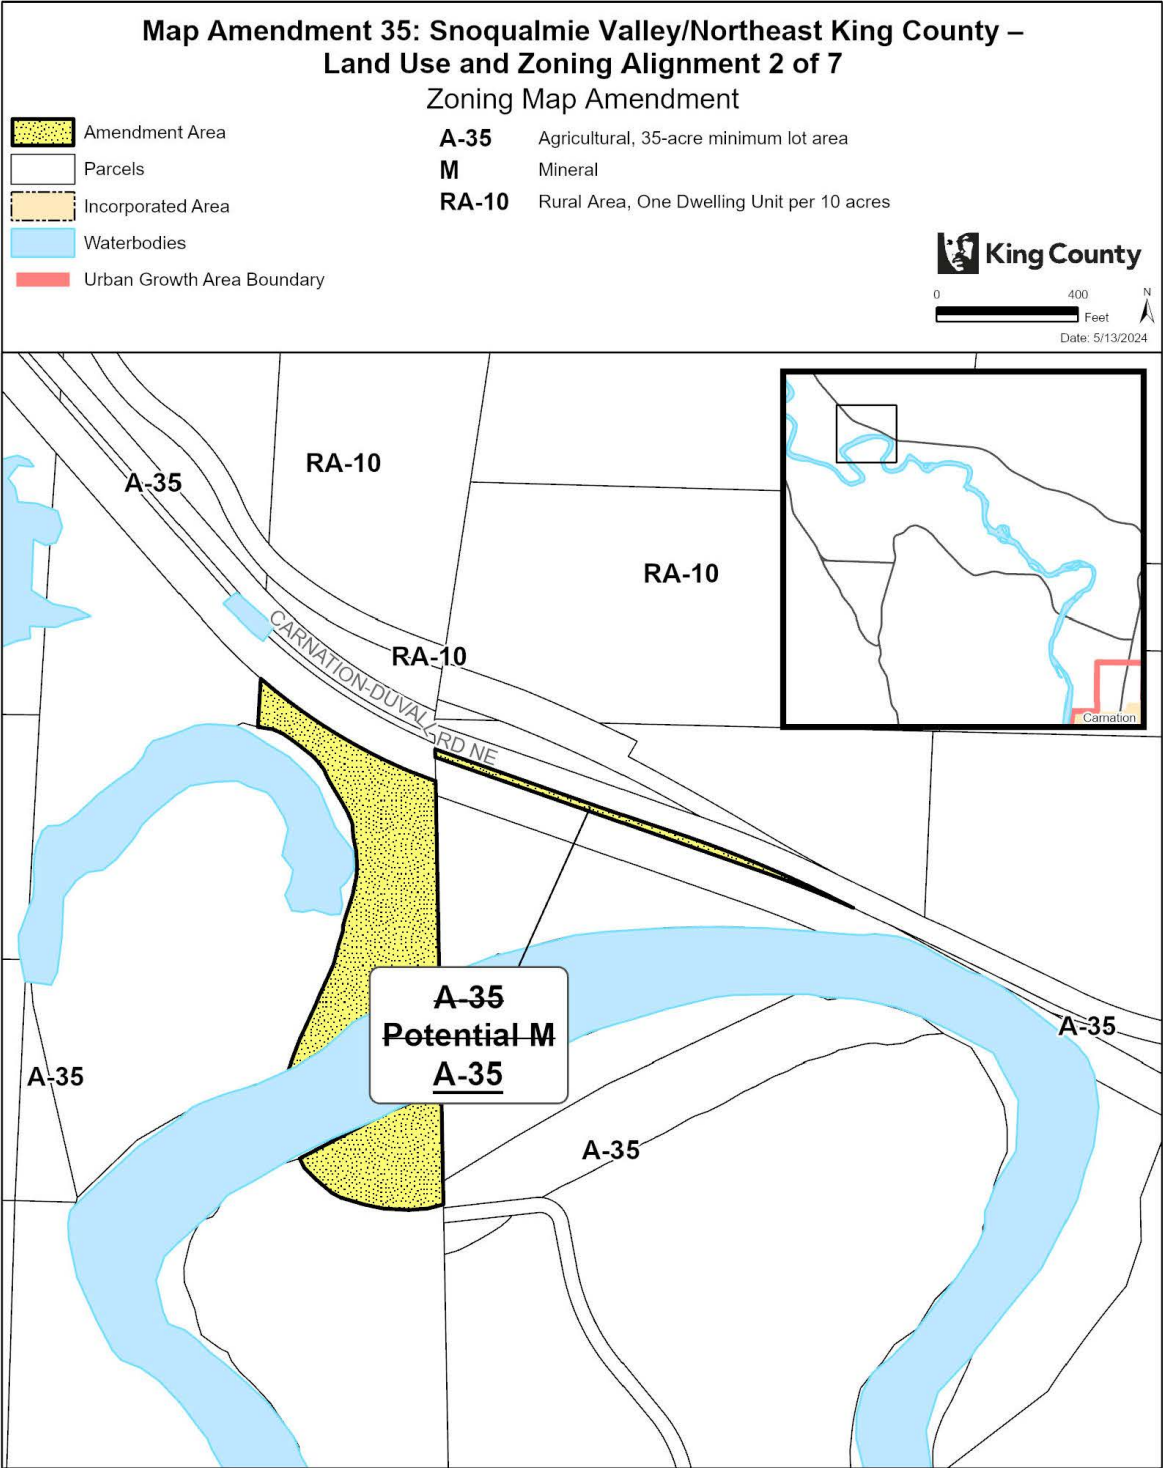 Map Amendment 35: Snoqualmie Valley/Northeast King County –
Land Use and Zoning Alignment 2 of 7
Zoning Map Amendment
Amendment Area
Parcels
Incorporated Area
Waterbodies
Urban Growth Area Boundary
A-35 Agricultural, 35-acre minimum lot area
M Mineral
RA-10 Rural Area, One Dwelling Unit per 10 acres
King County
0 400
Feet
N
Date: 5/13/2024
RA-10
A-35
RA-10
RA-10
CARNATION-DUVALL RD NE
Carnation
A-35
Potential M
A-35
A-35
A-35
A-35